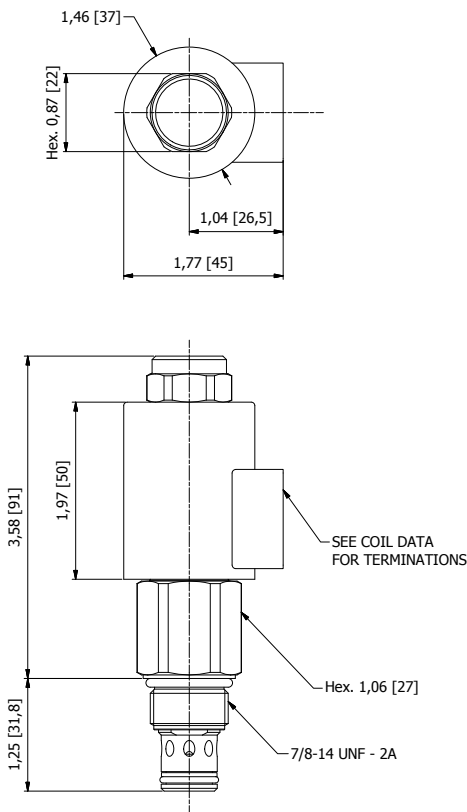 1,46 [37]
Hex. 0,87 [22]
1,04 [26,5]
1,77 [45]
3,58 [91]
1,97 [50]
SEE COIL DATA
FOR TERMINATIONS
Hex. 1,06 [27]
1,25 [31,8]
7/8-14 UNF - 2A